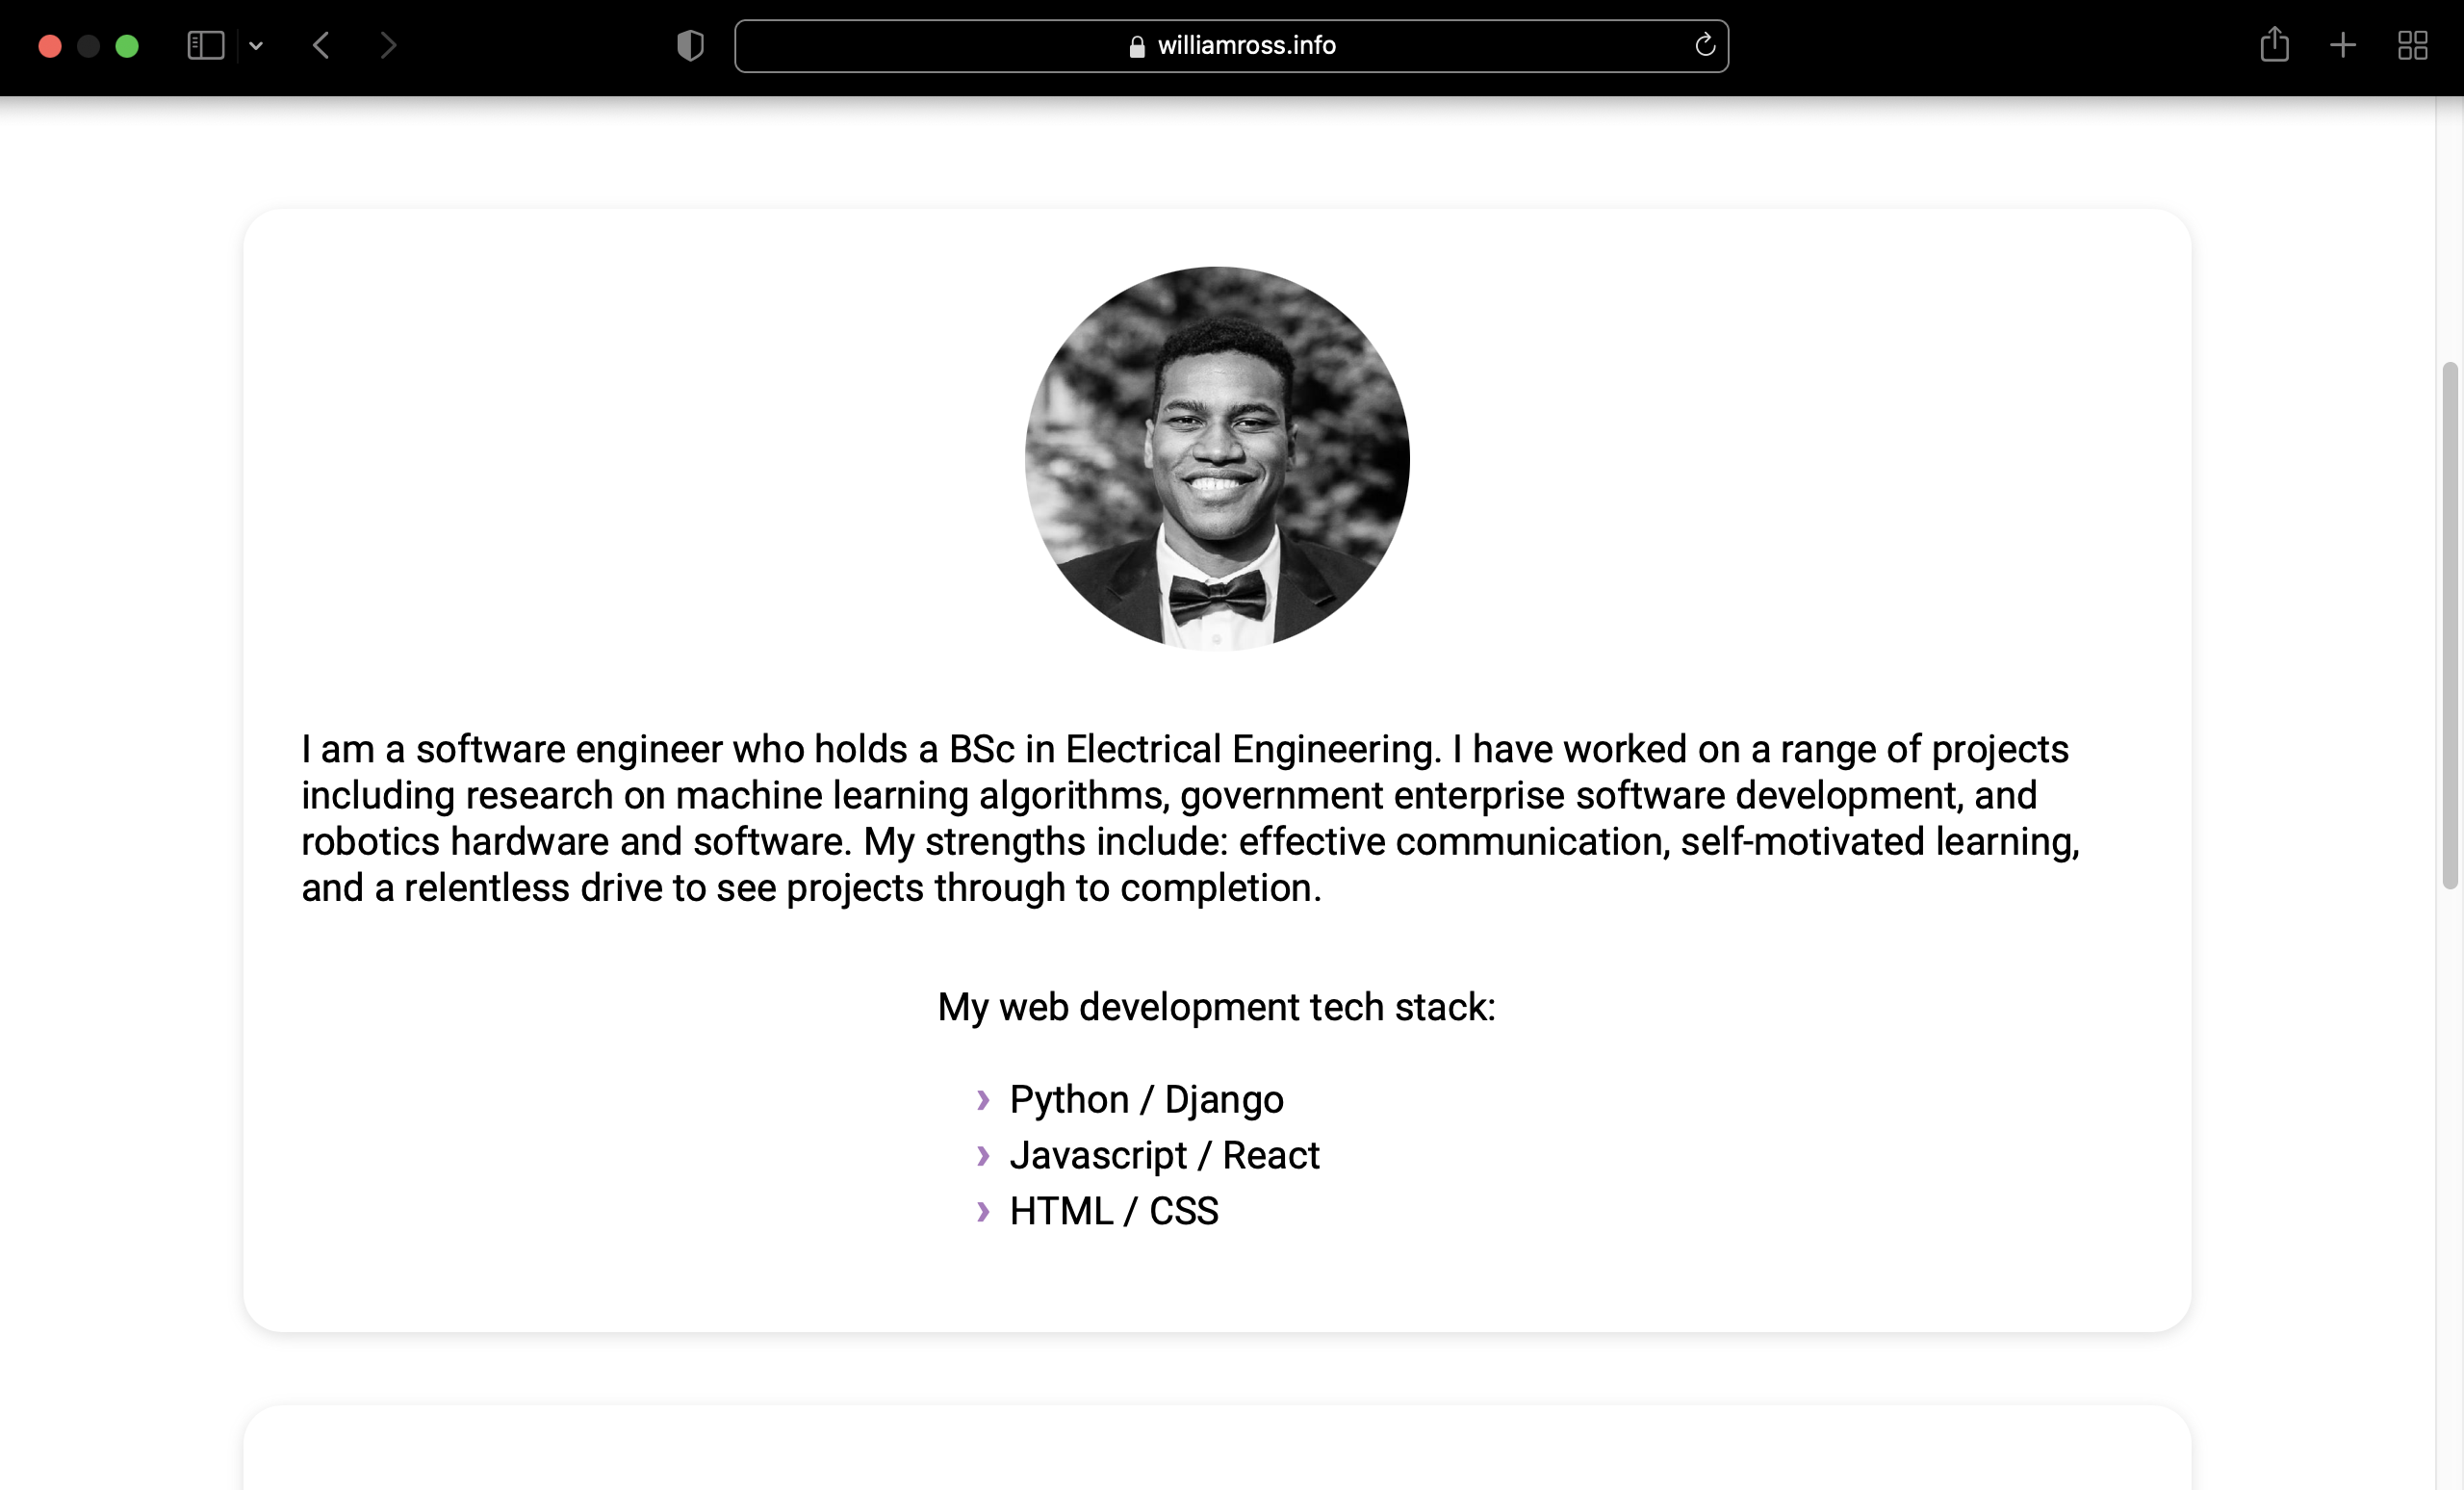 williamross.info
I am a software engineer who holds a BSc in Electrical Engineering. I have worked on a range of projects
including research on machine learning algorithms, government enterprise software development, and
robotics hardware and software. My strengths include: effective communication, self-motivated learning,
and a relentless drive to see projects through to completion.
My web development tech stack:
Python / Django
Javascript / React
HTML / CSS